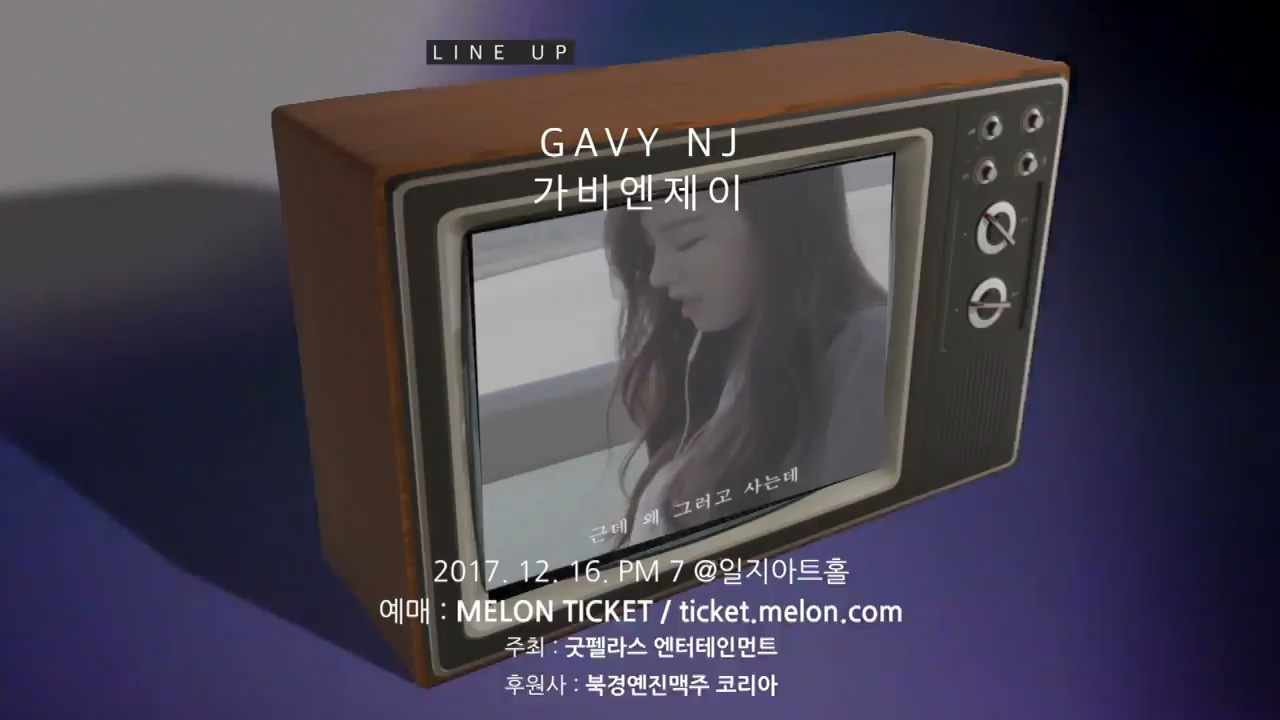 LINE UP
GAVY NJ
가비엔제이
근데 왜 그러고 사는데
2017. 12. 16. PM 7 @일지아트홀
예매 : MELON TICKET / ticket.melon.com
주최 : 굿펠라스 엔터테인먼트
후원사 : 북경옌진맥주 코리아